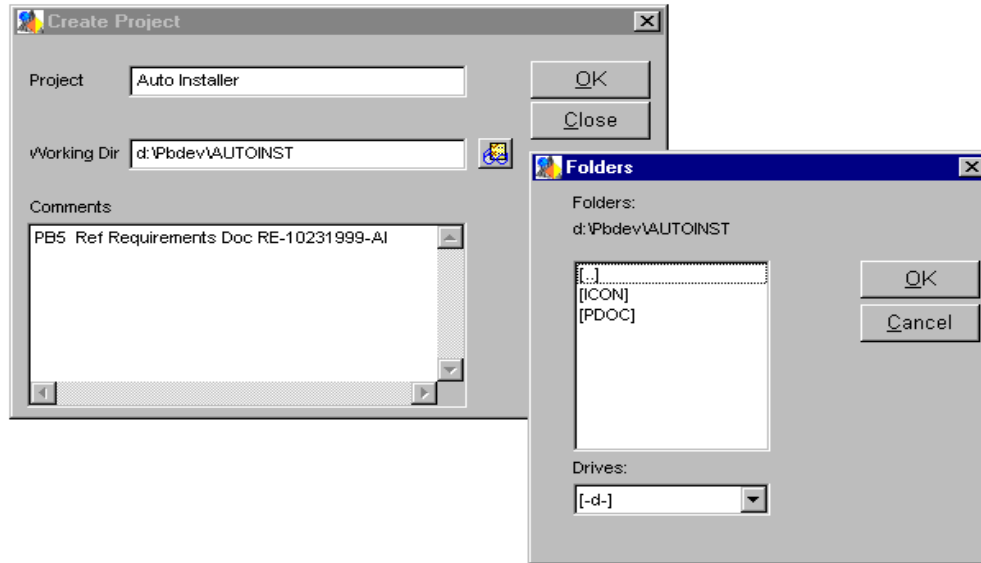 Create Project
Project Auto Installer
OK
Close
Working Dir d:\Pbdev\AUTOINST
Comments
PB5 Ref Requirements Doc RE-10231999-AI
Folders
Folders:
d:\Pbdev\AUTOINST
[..]
[ICON]
[PDOC]
OK
Cancel
Drives:
[-d-]